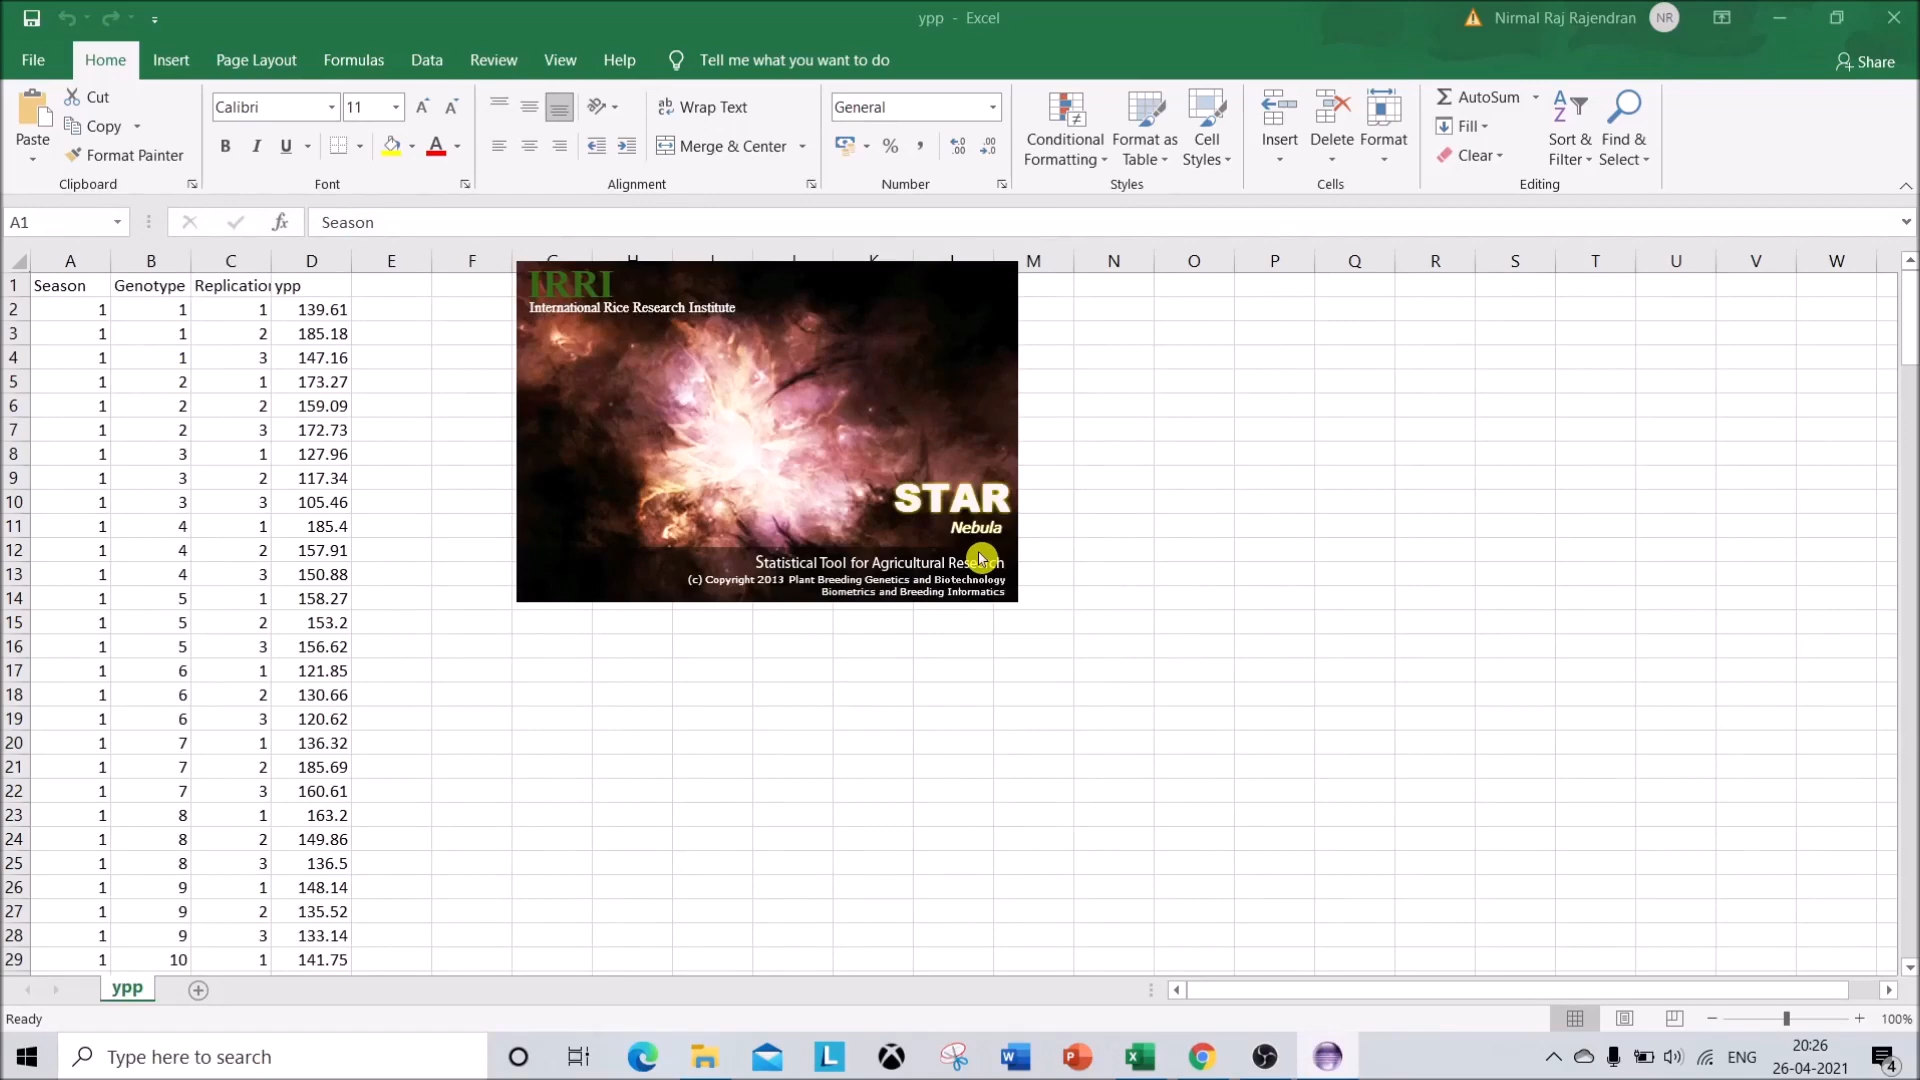 ypp - Excel
Nirmal Raj Rajendran
NR
File
Home
Insert
Page Layout
Formulas
Data
Review
View
Help
Tell me what you want to do
Share
Paste
Cut
Copy
Format Painter
Clipboard
Calibri
11
B I U
Font
Wrap Text
Merge & Center
Alignment
General
Number
Conditional Formatting
Format as Table
Cell Styles
Styles
Insert
Delete
Format
Cells
AutoSum
Fill
Clear
Sort & Filter
Find & Select
Editing
A1
fx
Season
A B C D E F G H I J K L M N O P Q R S T U V W
1 Season Genotype Replication ypp
2 1 1 1 139.61
3 1 1 2 185.18
4 1 1 3 147.16
5 1 2 1 173.27
6 1 2 2 159.09
7 1 2 3 172.73
8 1 3 1 127.96
9 1 3 2 117.34
10 1 3 3 105.46
11 1 4 1 185.4
12 1 4 2 157.91
13 1 4 3 150.88
14 1 5 1 158.27
15 1 5 2 153.2
16 1 5 3 156.62
17 1 6 1 121.85
18 1 6 2 130.66
19 1 6 3 120.62
20 1 7 1 136.32
21 1 7 2 185.69
22 1 7 3 160.61
23 1 8 1 163.2
24 1 8 2 149.86
25 1 8 3 136.5
26 1 9 1 148.14
27 1 9 2 135.52
28 1 9 3 133.14
29 1 10 1 141.75
IRRI
International Rice Research Institute
STAR
Nebula
Statistical Tool for Agricultural Research
(c) Copyright 2013 Plant Breeding Genetics and Biotechnology
Biometrics and Breeding Informatics
ypp
Ready
100%
Type here to search
ENG
20:26
26-04-2021
4